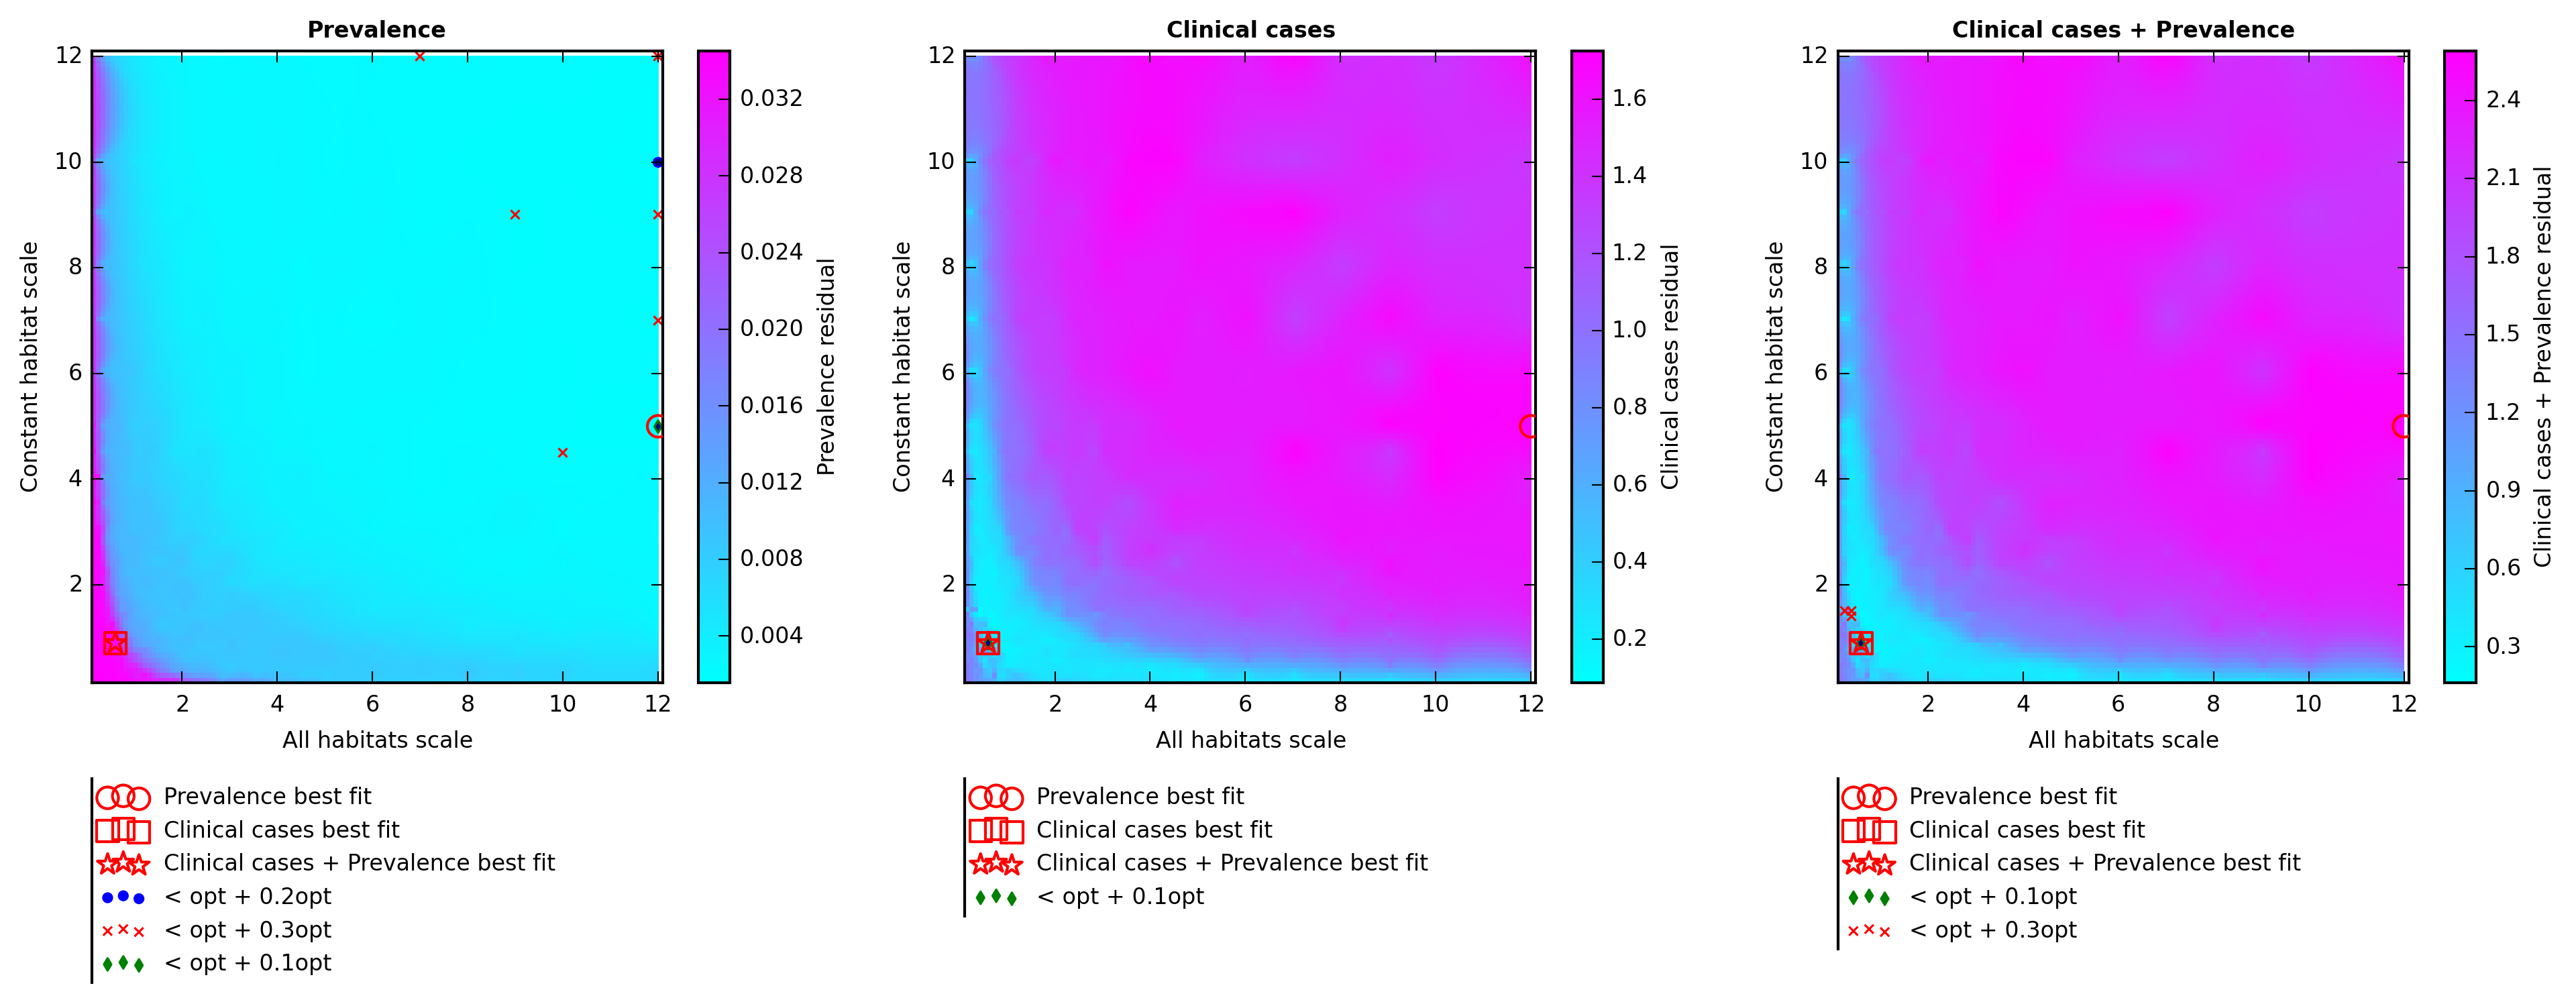 Prevalence
Clinical cases
Clinical cases + Prevalence
12
10
8
6
4
2
Constant habitat scale
2 4 6 8 10 12
All habitats scale
0.032
0.028
0.024
0.020
0.016
0.012
0.008
0.004
Prevalence residual
12
10
8
6
4
2
Constant habitat scale
2 4 6 8 10 12
All habitats scale
1.6
1.4
1.2
1.0
0.8
0.6
0.4
0.2
Clinical cases residual
12
10
8
6
4
2
Constant habitat scale
2 4 6 8 10 12
All habitats scale
2.4
2.1
1.8
1.5
1.2
0.9
0.6
0.3
Clinical cases + Prevalence residual
Prevalence best fit
Clinical cases best fit
Clinical cases + Prevalence best fit
< opt + 0.2opt
< opt + 0.3opt
< opt + 0.1opt
Prevalence best fit
Clinical cases best fit
Clinical cases + Prevalence best fit
< opt + 0.1opt
Prevalence best fit
Clinical cases best fit
Clinical cases + Prevalence best fit
< opt + 0.1opt
< opt + 0.3opt